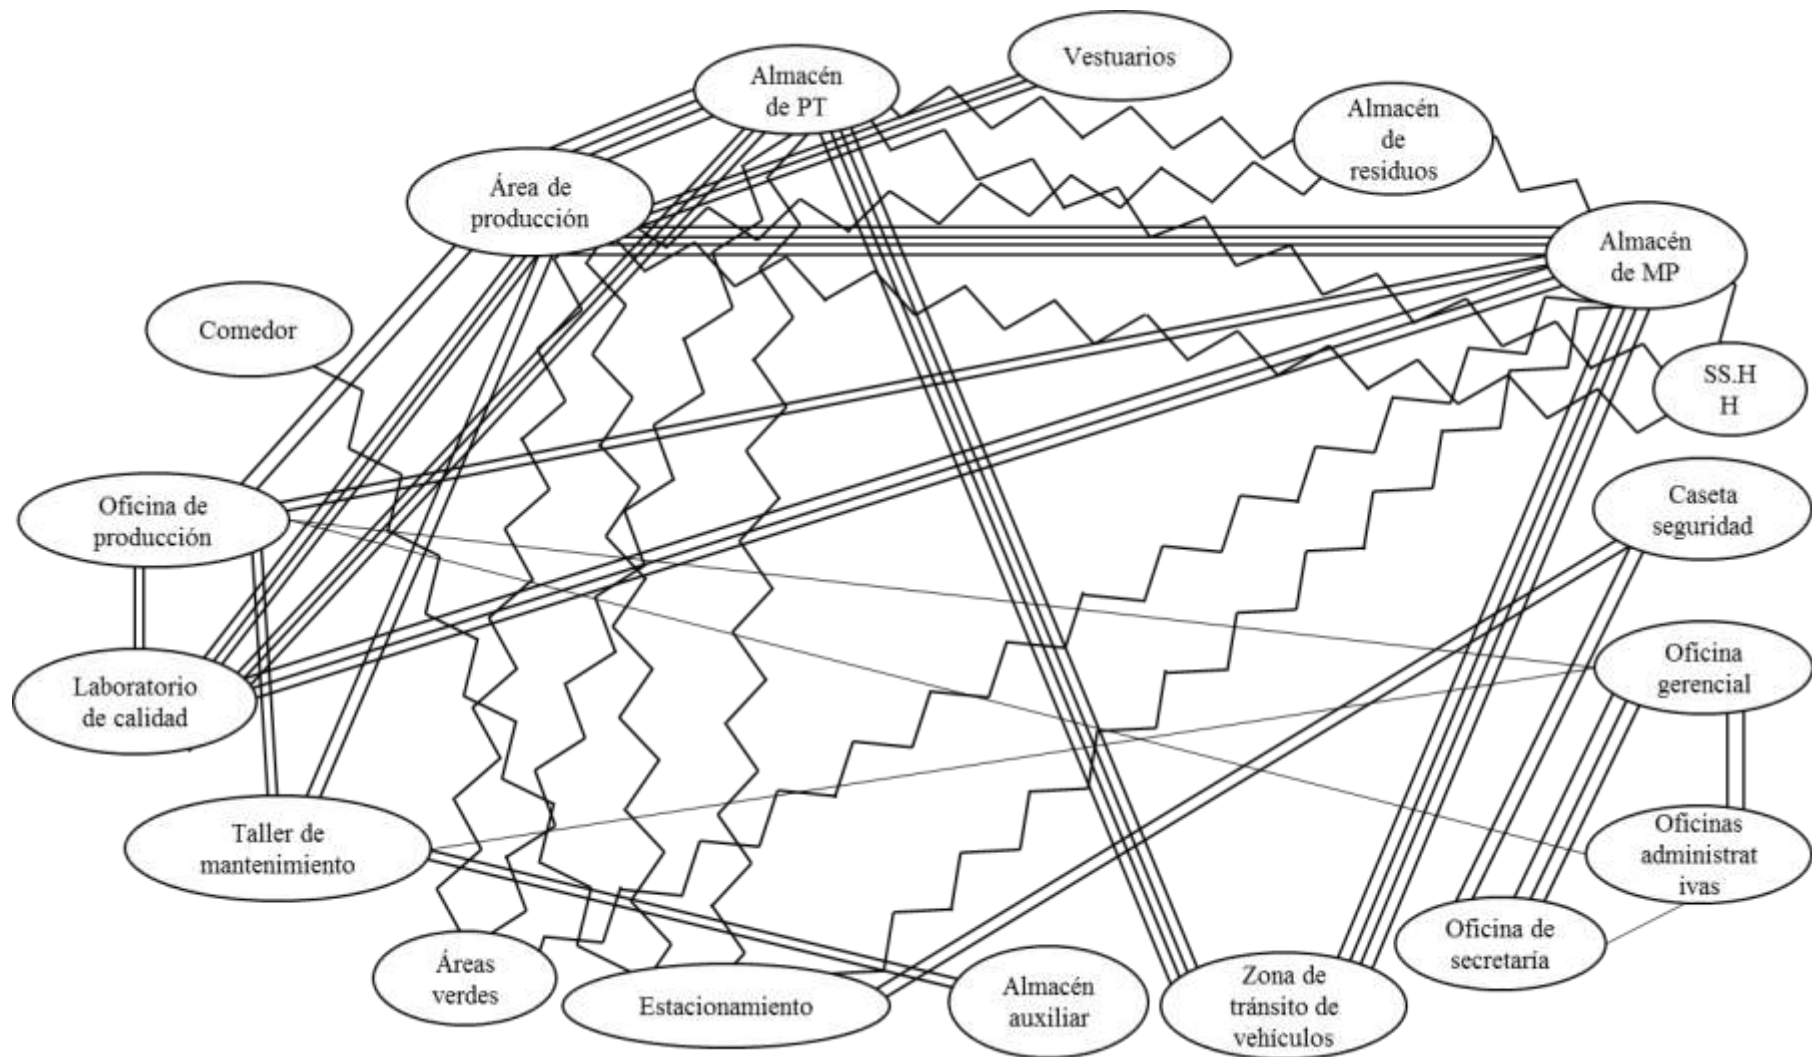 Vestuarios
Almacén
de PT
Almacén
de
residuos
Área de
producción
Almacén
de MP
Comedor
SS.H
H
Oficina de
producción
Caseta
seguridad
Laboratorio
de calidad
Oficina
gerencial
Taller de
mantenimiento
Oficinas
administrat
ivas
Oficina de
secretaría
Áreas
verdes
Estacionamiento
Almacén
auxiliar
Zona de
tránsito de
vehículos